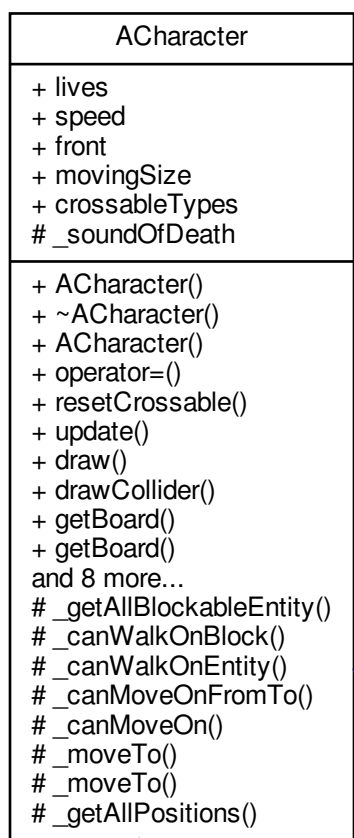 ACharacter
+ lives
+ speed
+ front
+ movingSize
+ crossableTypes
# _soundOfDeath
+ ACharacter()
+ ~ACharacter()
+ ACharacter()
+ operator=()
+ resetCrossable()
+ update()
+ draw()
+ drawCollider()
+ getBoard()
+ getBoard()
and 8 more...
# _getAllBlockableEntity()
# _canWalkOnBlock()
# _canWalkOnEntity()
# _canMoveOnFromTo()
# _canMoveOn()
# _moveTo()
# _moveTo()
# _getAllPositions()